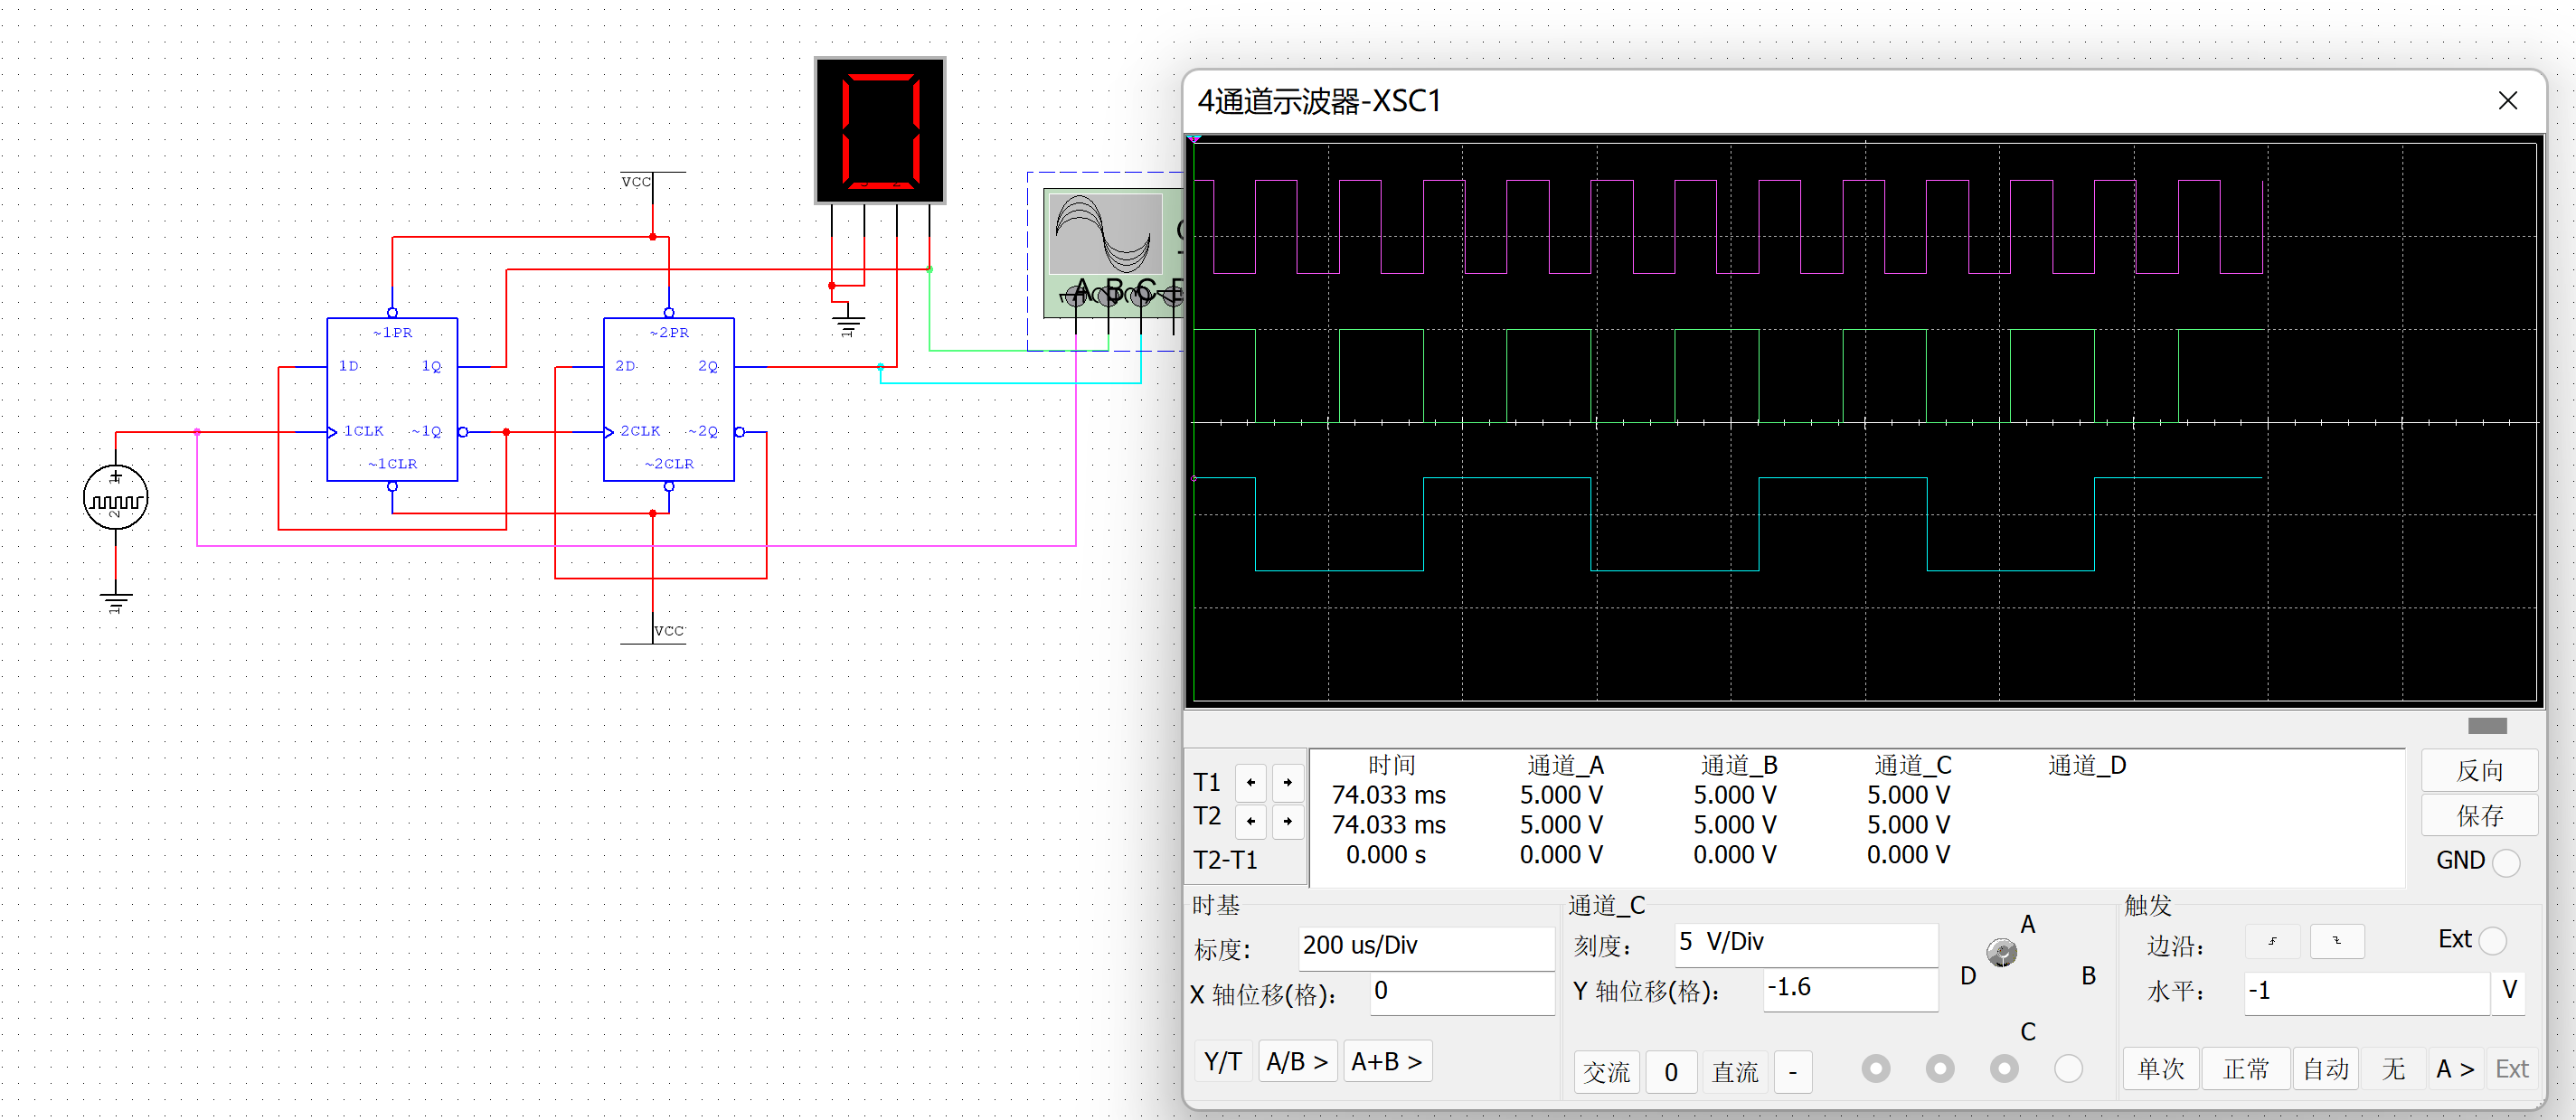 4通道示波器-XSC1
VCC
A B C
~1PR
~2PR
1D 1Q
2D 2Q
1CLK ~1Q
2CLK ~2Q
~1CLR
~2CLR
VCC
时间 通道_A 通道_B 通道_C 通道_D
T1 74.033 ms 5.000 V 5.000 V 5.000 V
T2 74.033 ms 5.000 V 5.000 V 5.000 V
T2-T1 0.000 s 0.000 V 0.000 V 0.000 V
反向
保存
GND
时基
标度: 200 us/Div
X 轴位移(格): 0
Y/T A/B > A+B >
通道_C
刻度: 5 V/Div
Y 轴位移(格): -1.6
交流 0 直流 -
A
B
C
D
触发
边沿: Ext
水平: -1 V
单次 正常 自动 无 A > Ext